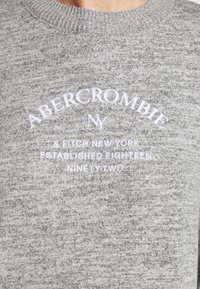 ABERCROMBIE
NY
& FITCH NEW YORK
ESTABLISHED EIGHTEEN
NINETY-TWO